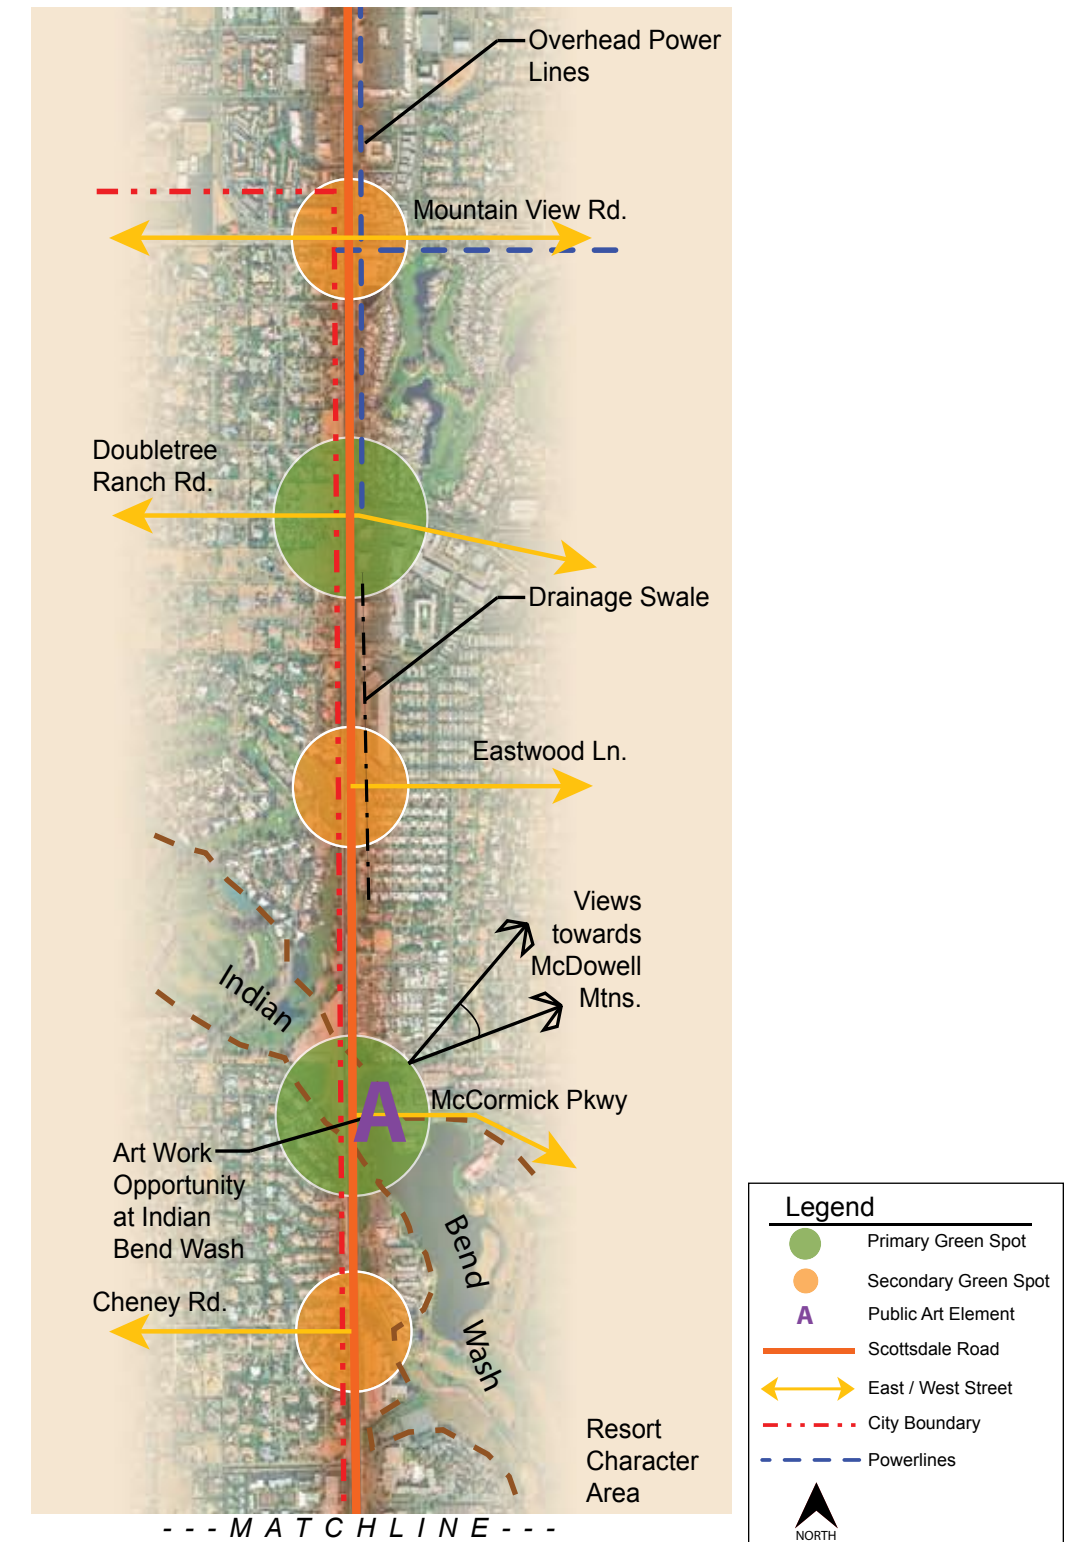 Overhead Power
Lines
Mountain View Rd.
Doubletree
Ranch Rd.
Drainage Swale
Eastwood Ln.
Views
towards
McDowell
Mtns.
Indian
A
McCormick Pkwy
Art Work
Opportunity
at Indian
Bend Wash
Bend
Wash
Cheney Rd.
Resort
Character
Area
- - - M A T C H L I N E - - -
Legend
Primary Green Spot
Secondary Green Spot
A Public Art Element
Scottsdale Road
East / West Street
City Boundary
Powerlines
NORTH